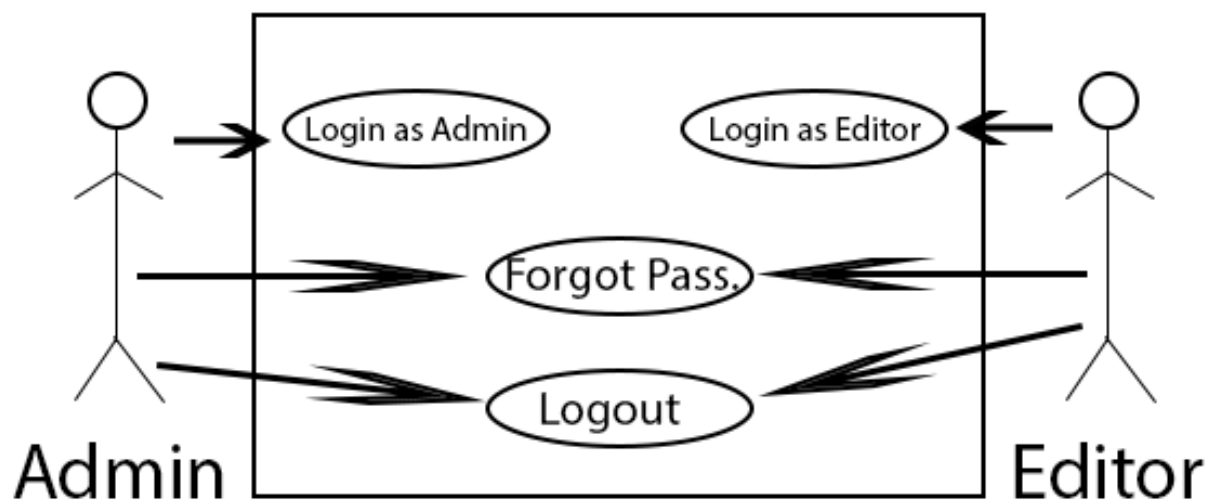 Login as Admin
Login as Editor
Forgot Pass.
Logout
Admin
Editor